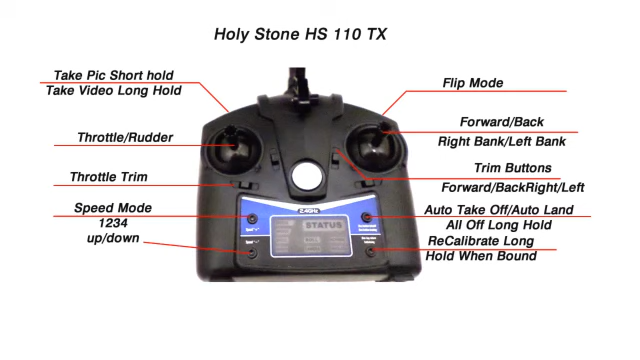 Holy Stone HS 110 TX
Take Pic Short hold
Take Video Long Hold
Flip Mode
Forward/Back
Right Bank/Left Bank
Throttle/Rudder
Trim Buttons
Throttle Trim
Forward/BackRight/Left
Speed Mode
1234
up/down
Auto Take Off/Auto Land
All Off Long Hold
ReCalibrate Long
Hold When Bound
2.4GHz
STATUS